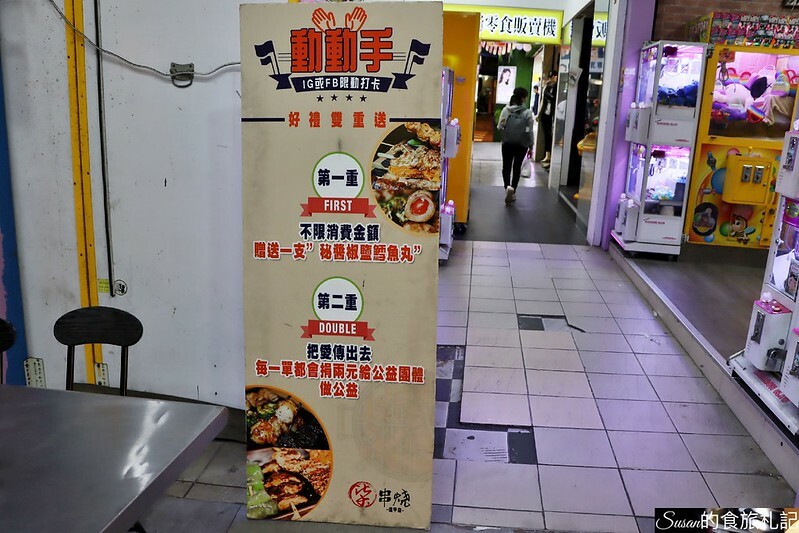 動動手
IG或FB限動打卡
好禮雙重送
第一重
FIRST
不限消費金額
贈送一支”秘醬椒鹽鱈魚丸”
第二重
DOUBLE
把愛傳出去
每一單都會捐兩元給公益團體
做公益
串燒
零食販賣機
Susan的食旅札記